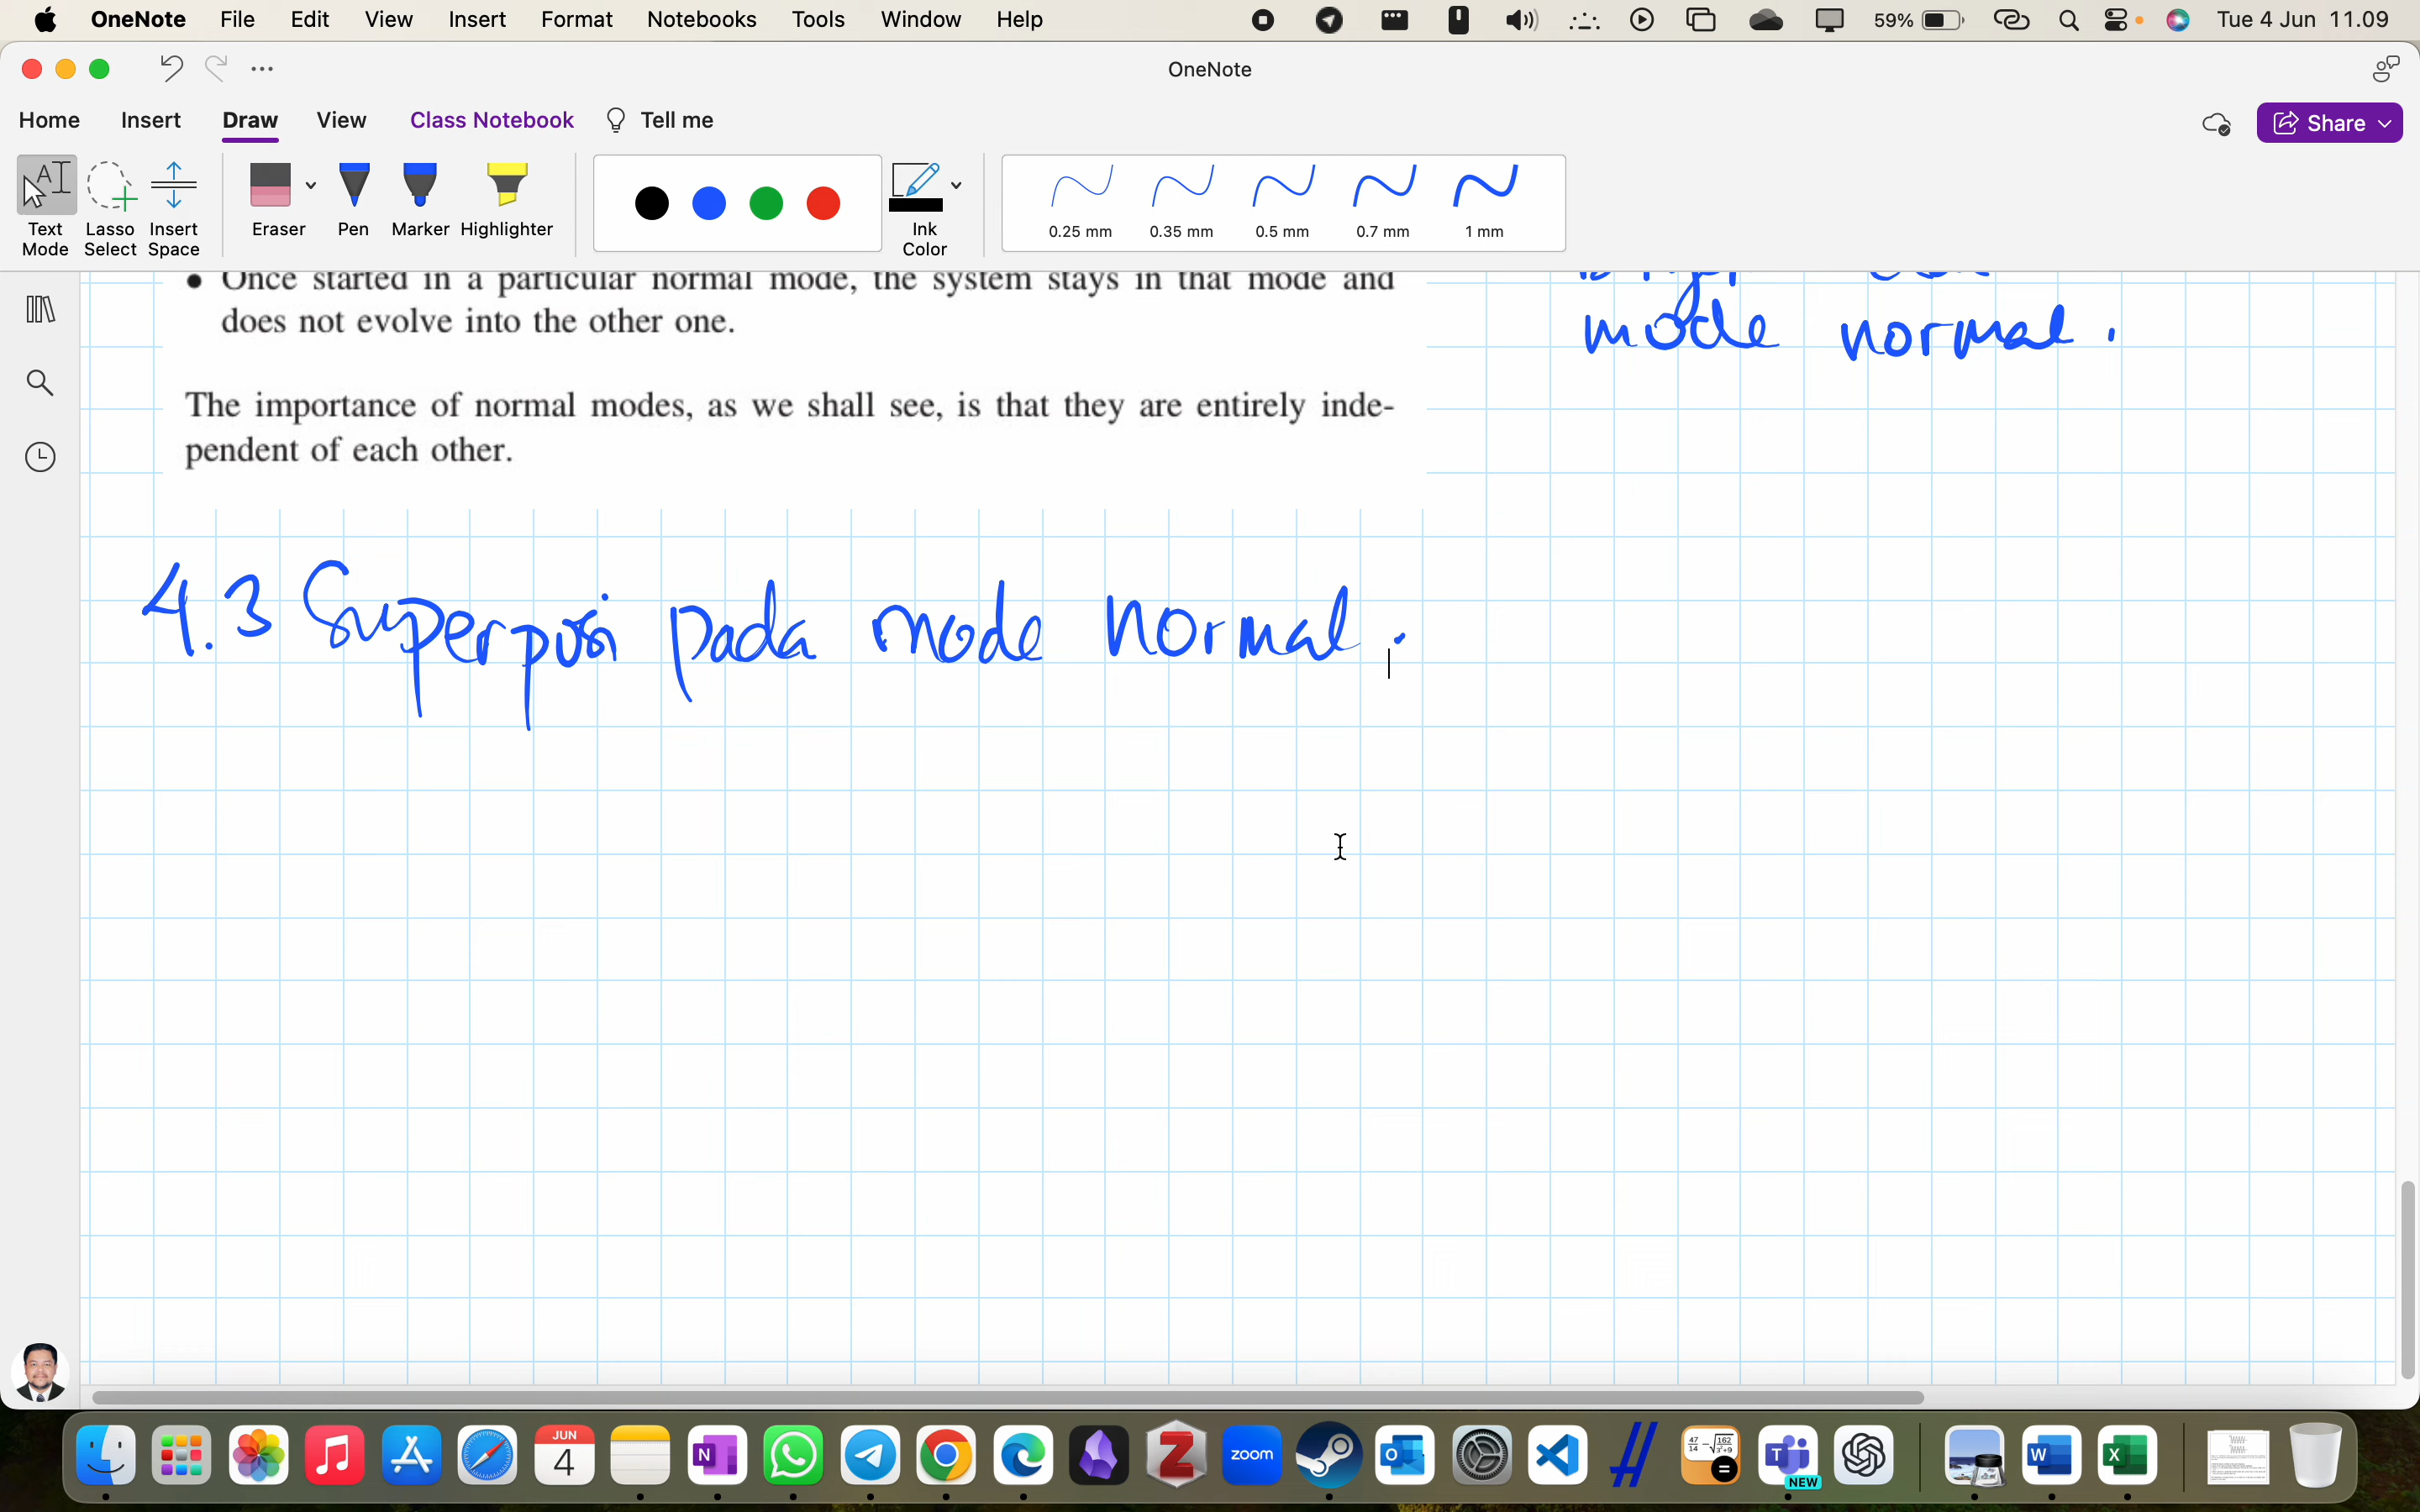 OneNote File Edit View Insert Format Notebooks Tools Window Help 59% Tue 4 Jun 11.09
OneNote
Home Insert Draw View Class Notebook Tell me Share
Text Mode Lasso Select Insert Space Eraser Pen Marker Highlighter Ink Color 0.25 mm 0.35 mm 0.5 mm 0.7 mm 1 mm
• Once started in a particular normal mode, the system stays in that mode and
does not evolve into the other one.
mode normal.
The importance of normal modes, as we shall see, is that they are entirely inde-
pendent of each other.
4.3 Superposisi pada mode normal.
JUN
4
N
zoom
T
NEW
W
X